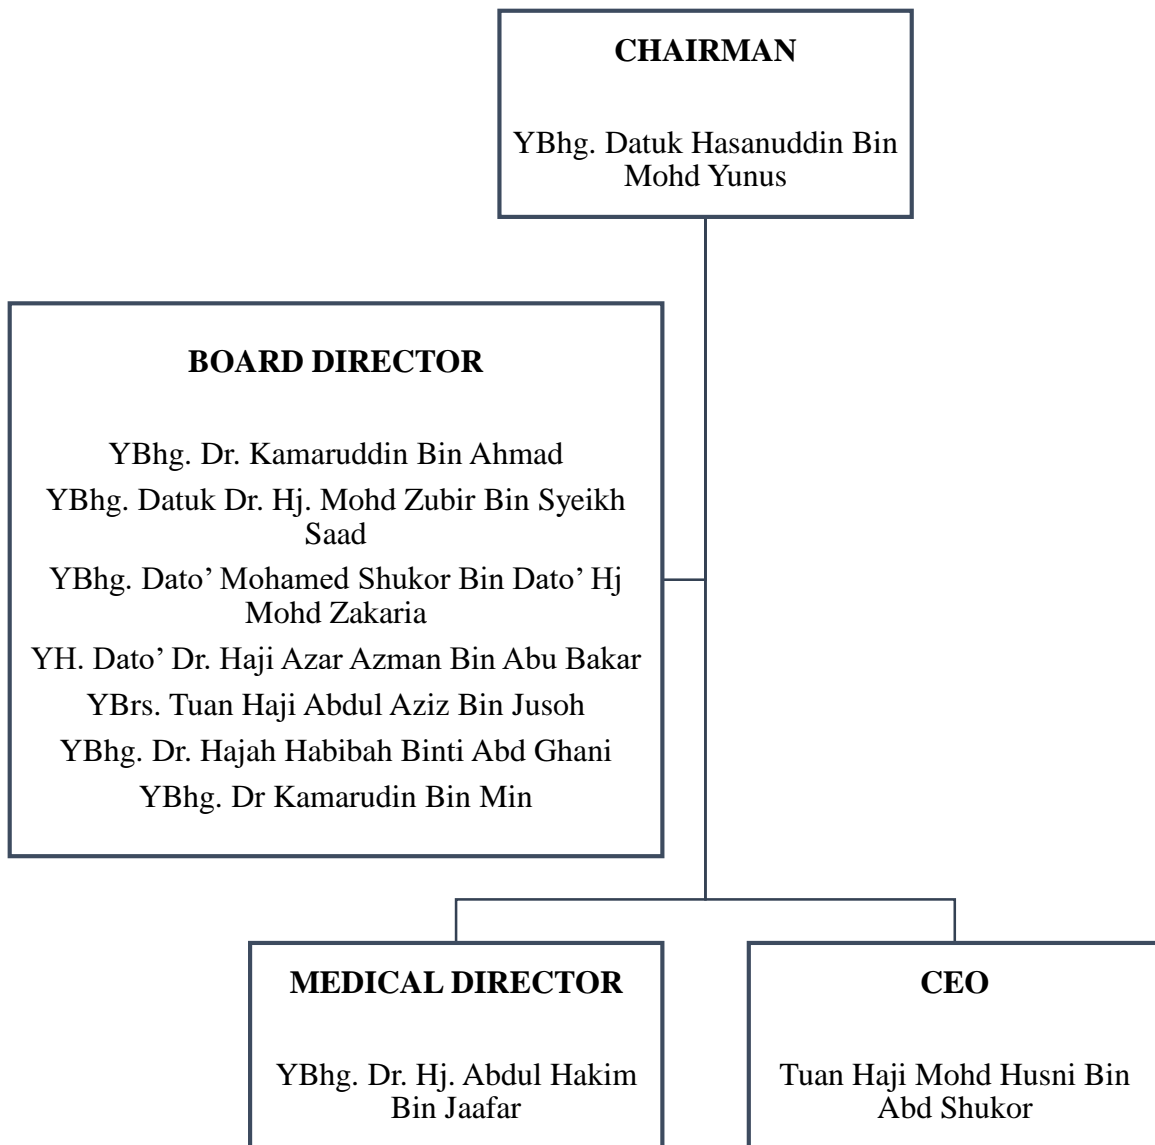 CHAIRMAN
YBhg. Datuk Hasanuddin Bin
Mohd Yunus
BOARD DIRECTOR
YBhg. Dr. Kamaruddin Bin Ahmad
YBhg. Datuk Dr. Hj. Mohd Zubir Bin Syeikh
Saad
YBhg. Dato’ Mohamed Shukor Bin Dato’ Hj
Mohd Zakaria
YH. Dato’ Dr. Haji Azar Azman Bin Abu Bakar
YBrs. Tuan Haji Abdul Aziz Bin Jusoh
YBhg. Dr. Hajah Habibah Binti Abd Ghani
YBhg. Dr Kamarudin Bin Min
MEDICAL DIRECTOR
YBhg. Dr. Hj. Abdul Hakim
Bin Jaafar
CEO
Tuan Haji Mohd Husni Bin
Abd Shukor